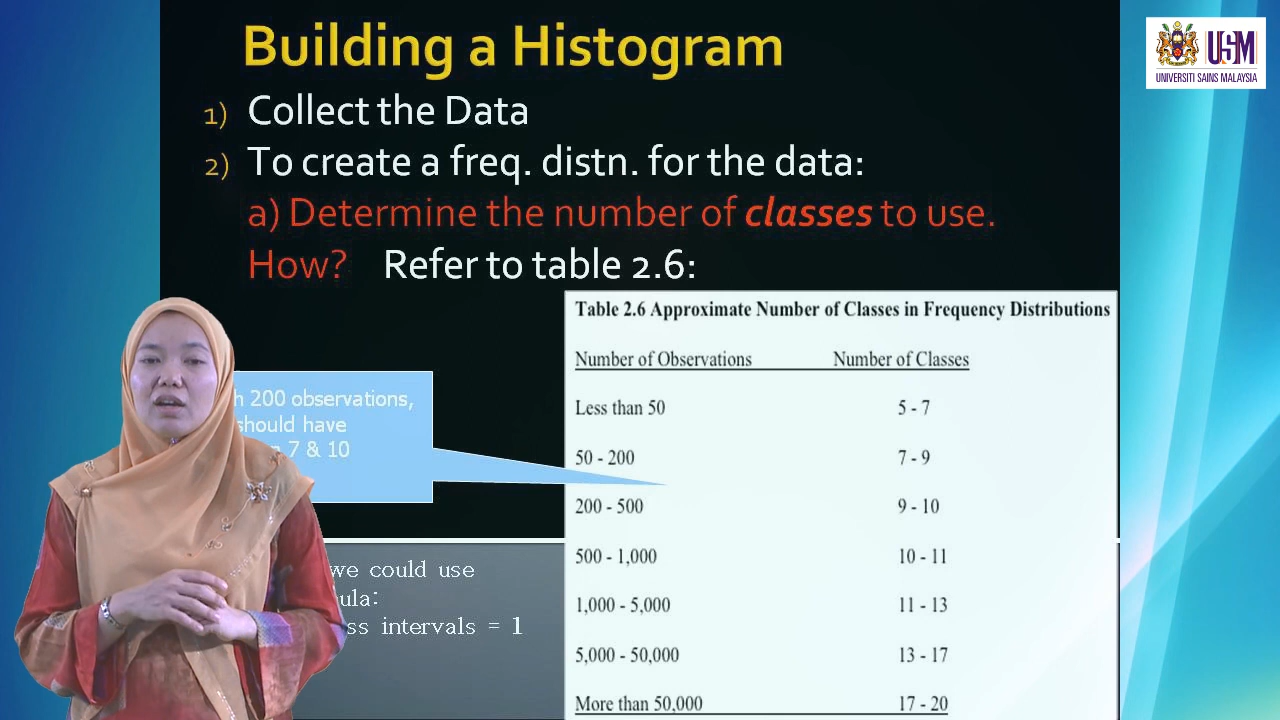 Building a Histogram
USM
UNIVERSITI SAINS MALAYSIA
1) Collect the Data
2) To create a freq. distn. for the data:
a) Determine the number of classes to use.
How? Refer to table 2.6:
200 observations,
should have
7 & 10
we could use
intervals = 1
Table 2.6 Approximate Number of Classes in Frequency Distributions
Number of Observations Number of Classes
Less than 50 5 - 7
50 - 200 7 - 9
200 - 500 9 - 10
500 - 1,000 10 - 11
1,000 - 5,000 11 - 13
5,000 - 50,000 13 - 17
More than 50,000 17 - 20